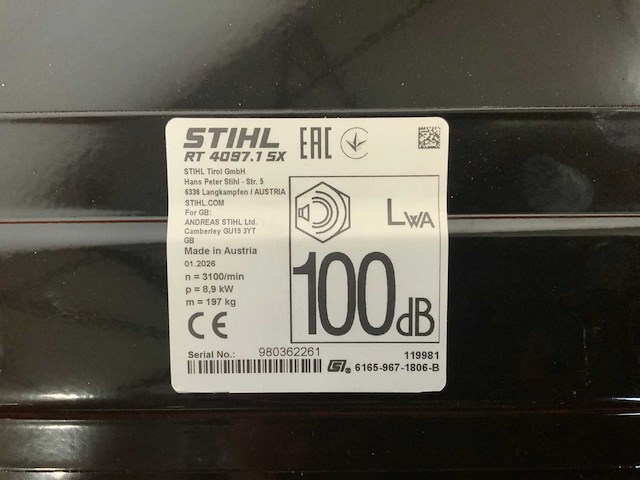 STIHL
RT 4097.1 SX
EAC
STIHL Tirol GmbH
Hans Peter Stihl - Str. 5
6336 Langkampfen / AUSTRIA
STIHL.COM
For GB:
ANDREAS STIHL Ltd.
Camberley GU15 3YT
GB
Made in Austria
01.2026
n = 3100/min
p = 8,9 kW
m = 197 kg
CE
LWA
100dB
Serial No.: 980362261
119981
6165-967-1806-B